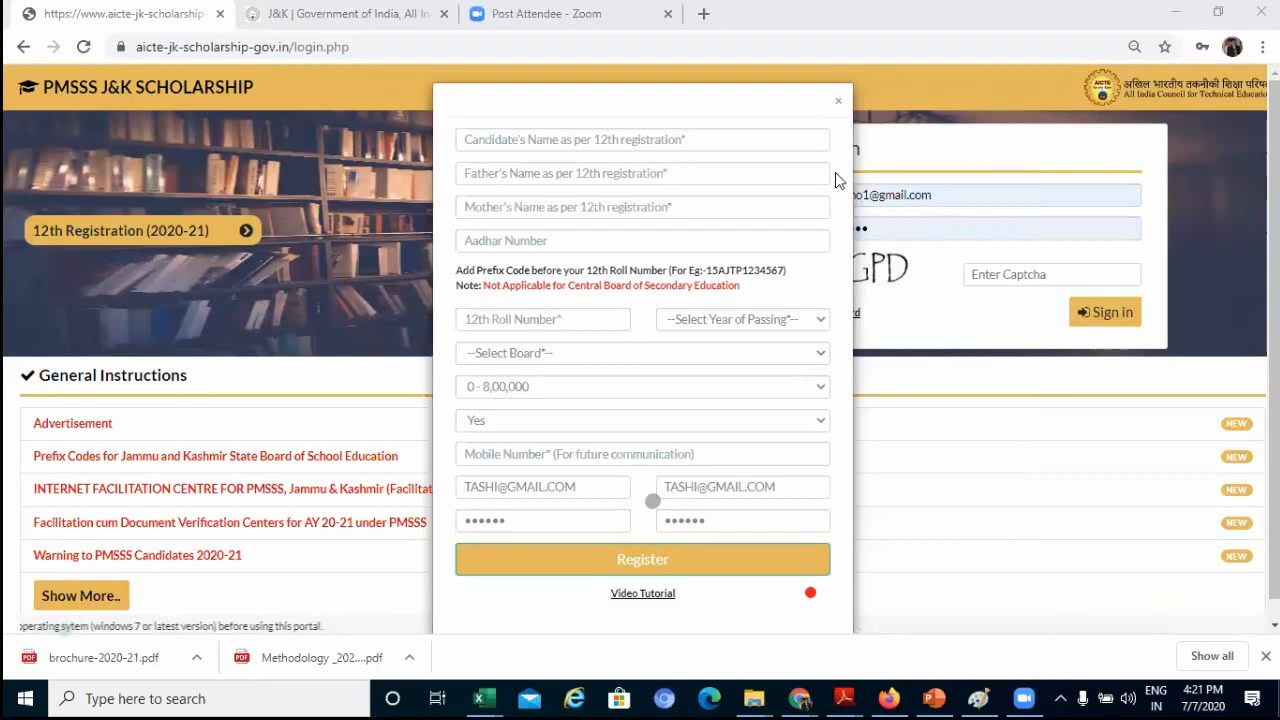 https://www.aicte-jk-scholarship-
J&K | Government of India, All In
Post Attendee - Zoom
aicte-jk-scholarship-gov.in/login.php
PMSSS J&K SCHOLARSHIP
अखिल भारतीय तकनीकी शिक्षा परिष
All India Council for Technical Educatio
12th Registration (2020-21)
Candidate's Name as per 12th registration*
Father's Name as per 12th registration*
Mother's Name as per 12th registration*
Aadhar Number
Add Prefix Code before your 12th Roll Number (For Eg:-15AJTP1234567)
Note: Not Applicable for Central Board of Secondary Education
12th Roll Number*
--Select Year of Passing*--
--Select Board*--
0 - 8,00,000
Yes
Mobile Number* (For future communication)
TASHI@GMAIL.COM
TASHI@GMAIL.COM
••••••
••••••
Register
Video Tutorial
n
no1@gmail.com
••
GPD
Enter Captcha
rd
Sign in
General Instructions
Advertisement
NEW
Prefix Codes for Jammu and Kashmir State Board of School Education
NEW
INTERNET FACILITATION CENTRE FOR PMSSS, Jammu & Kashmir (Facilitat
NEW
Facilitation cum Document Verification Centers for AY 20-21 under PMSSS
NEW
Warning to PMSSS Candidates 2020-21
NEW
Show More..
operating sytem (windows 7 or latest version) before using this portal.
brochure-2020-21.pdf
Methodology _202....pdf
Show all
Type here to search
ENG
IN
4:21 PM
7/7/2020